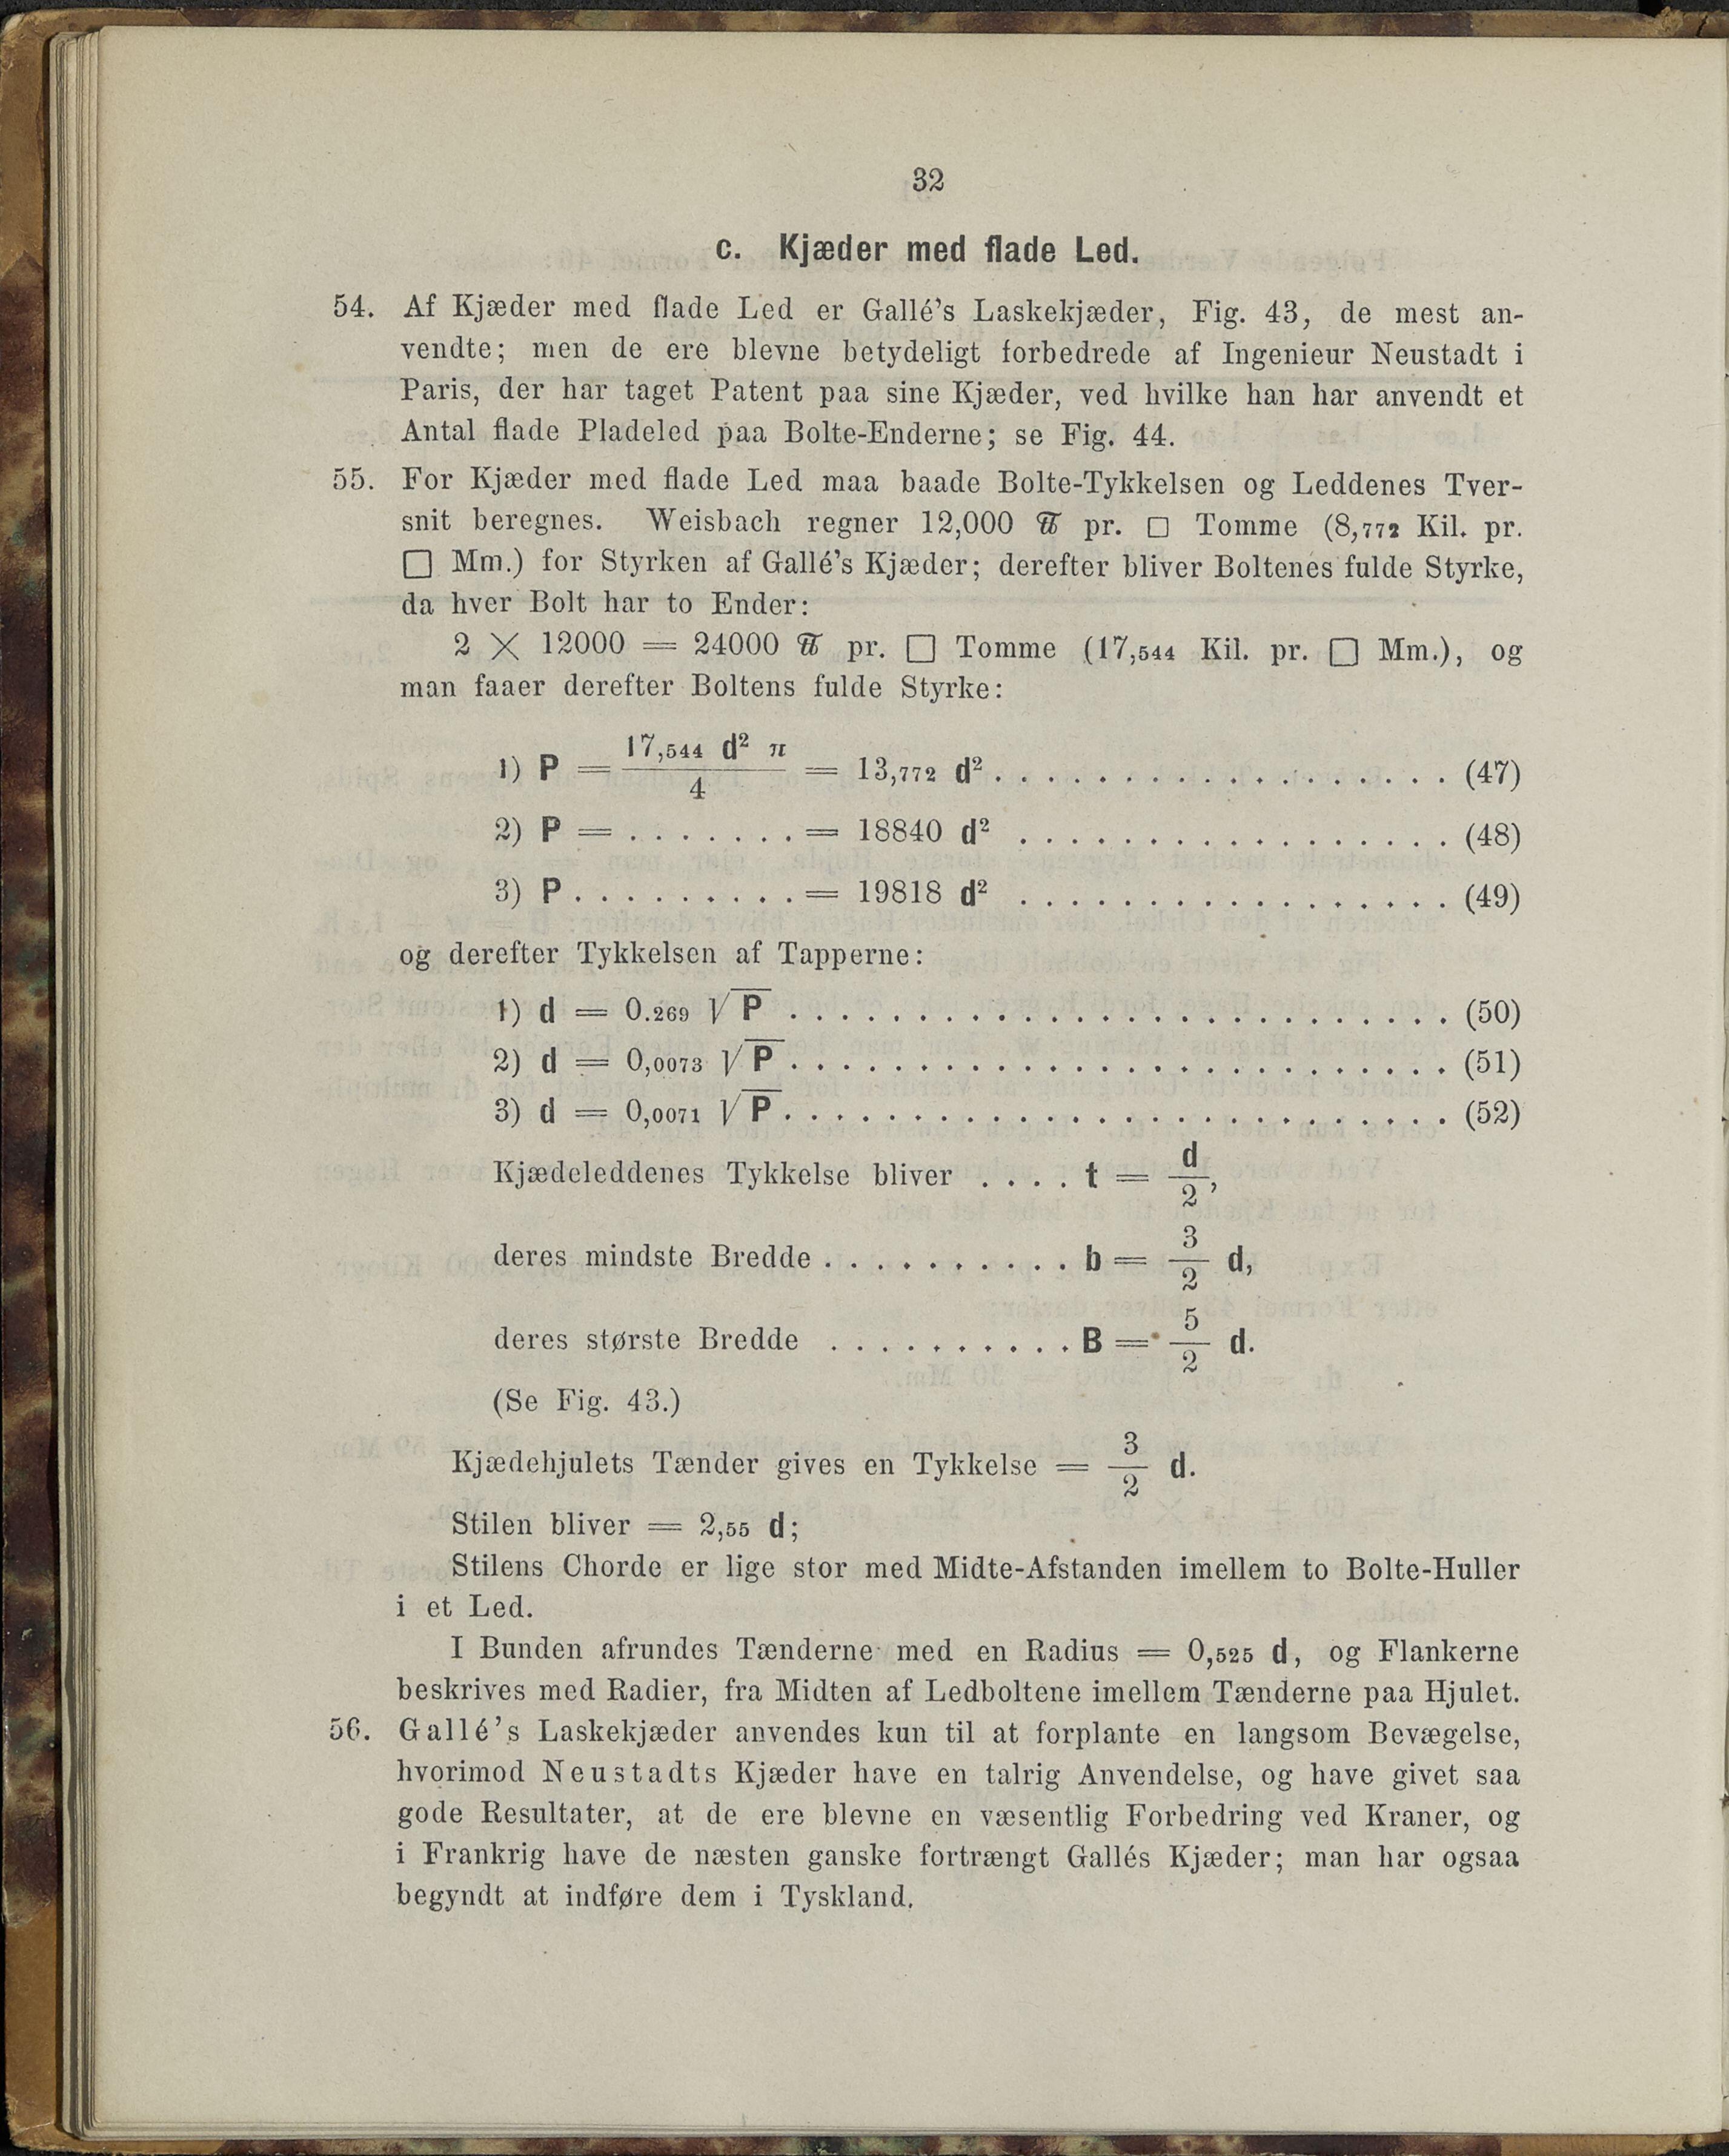 32
c. Kjæder med flade Led.
54. Af Kjæder med flade Led er Gallé's Laskekjæder, Fig. 43, de mest an-
vendte; men de ere blevne betydeligt forbedrede af Ingenieur Neustadt i
Paris, der har taget Patent paa sine Kjæder, ved hvilke han har anvendt et
Antal flade Pladeled paa Bolte-Enderne; se Fig. 44.
55. For Kjæder med flade Led maa baade Bolte-Tykkelsen og Leddenes Tver-
snit beregnes. Weisbach regner 12,000 ℔ pr. □ Tomme (8,772 Kil. pr.
□ Mm.) for Styrken af Gallé's Kjæder; derefter bliver Boltenes fulde Styrke,
da hver Bolt har to Ender:
2 × 12000 = 24000 ℔ pr. □ Tomme (17,544 Kil. pr. □ Mm.), og
man faaer derefter Boltens fulde Styrke:
1) P = 17,544 d² π / 4 = 13,772 d² . . . . . . . . . . . . . . . . . . (47)
2) P = . . . . . . . = 18840 d² . . . . . . . . . . . . . . . . . (48)
3) P . . . . . . . . . = 19818 d² . . . . . . . . . . . . . . . . . (49)
og derefter Tykkelsen af Tapperne:
1) d = 0.269 √P . . . . . . . . . . . . . . . . . . . . . . . . . . (50)
2) d = 0,0073 √P . . . . . . . . . . . . . . . . . . . . . . . . . . (51)
3) d = 0,0071 √P . . . . . . . . . . . . . . . . . . . . . . . . . . (52)
Kjædeleddenes Tykkelse bliver . . . . t = d/2,
deres mindste Bredde . . . . . . . . . . b = 3/2 d,
deres største Bredde . . . . . . . . . . B = 5/2 d.
(Se Fig. 43.)
Kjædehjulets Tænder gives en Tykkelse = 3/2 d.
Stilen bliver = 2,55 d;
Stilens Chorde er lige stor med Midte-Afstanden imellem to Bolte-Huller
i et Led.
I Bunden afrundes Tænderne med en Radius = 0,525 d, og Flankerne
beskrives med Radier, fra Midten af Ledboltene imellem Tænderne paa Hjulet.
56. Gallé's Laskekjæder anvendes kun til at forplante en langsom Bevægelse,
hvorimod Neustadts Kjæder have en talrig Anvendelse, og have givet saa
gode Resultater, at de ere blevne en væsentlig Forbedring ved Kraner, og
i Frankrig have de næsten ganske fortrængt Gallés Kjæder; man har ogsaa
begyndt at indføre dem i Tyskland.